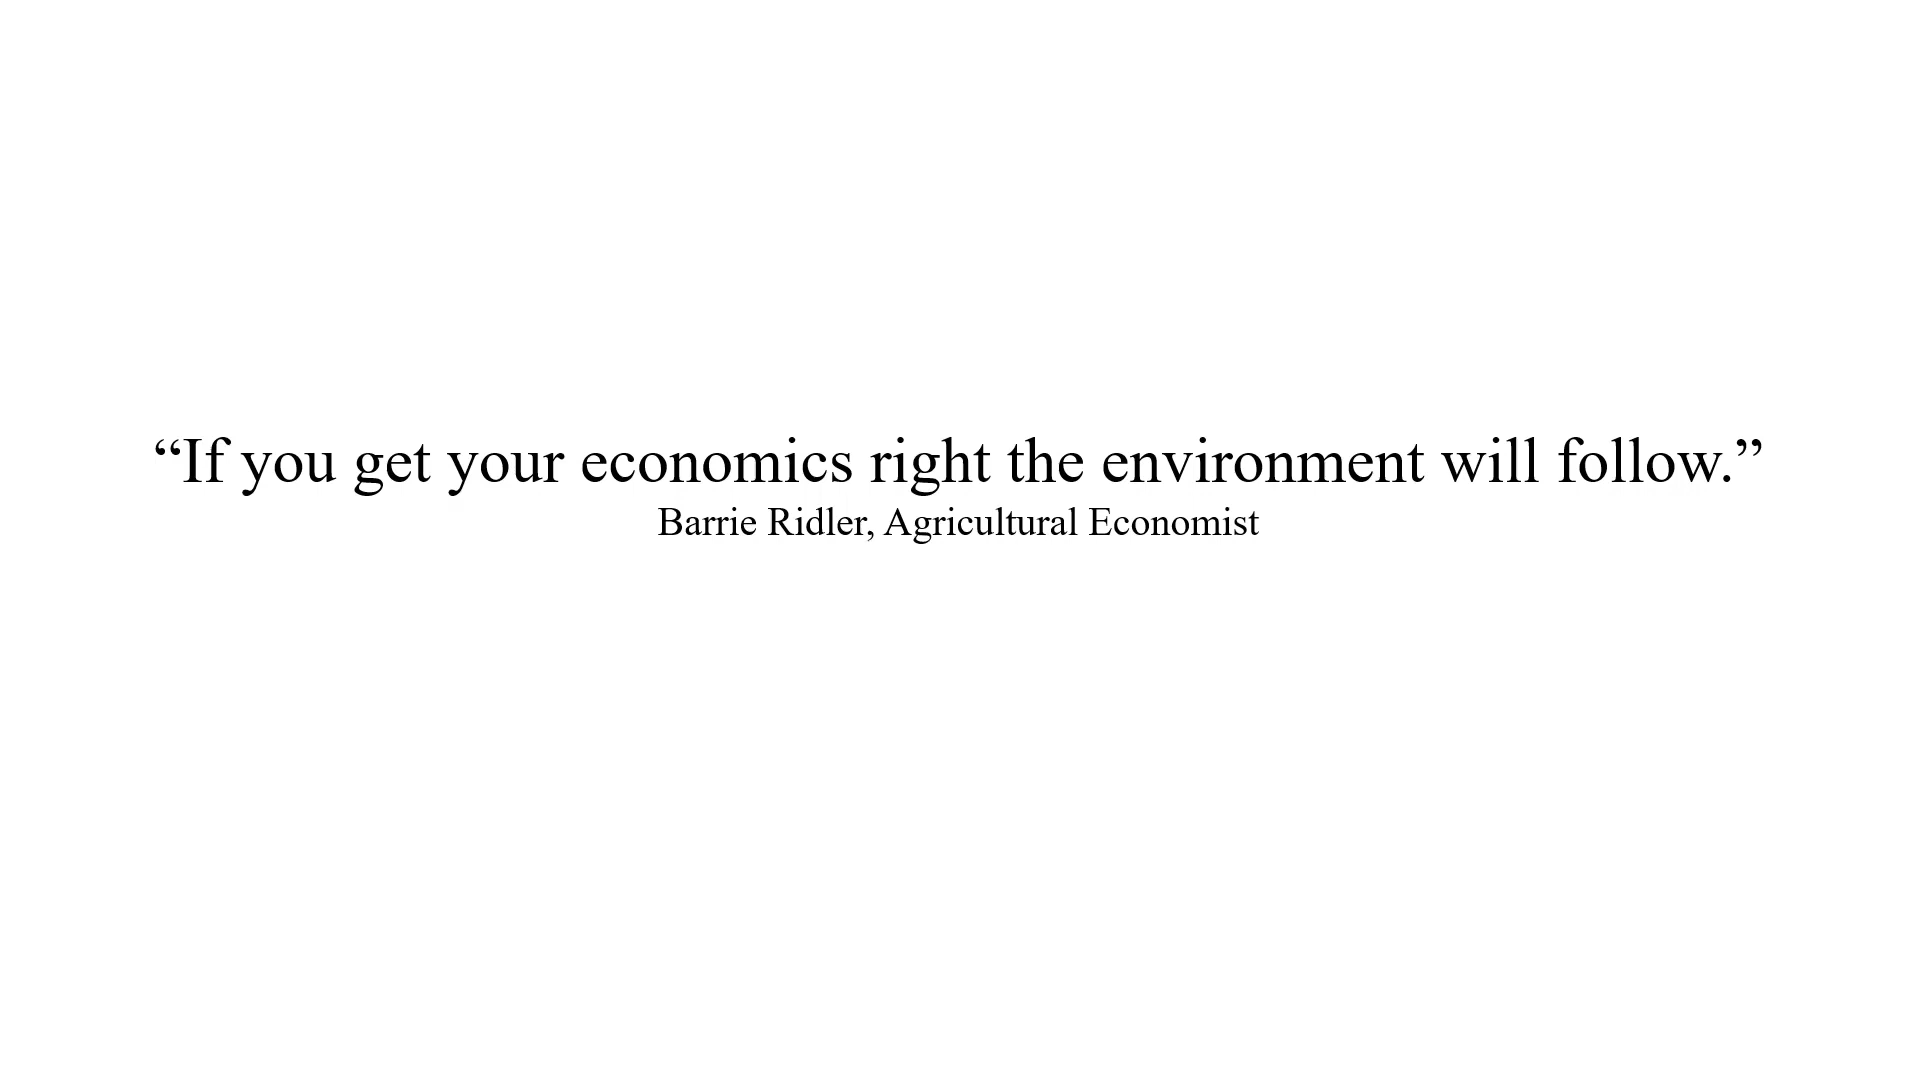 “If you get your economics right the environment will follow.”
Barrie Ridler, Agricultural Economist